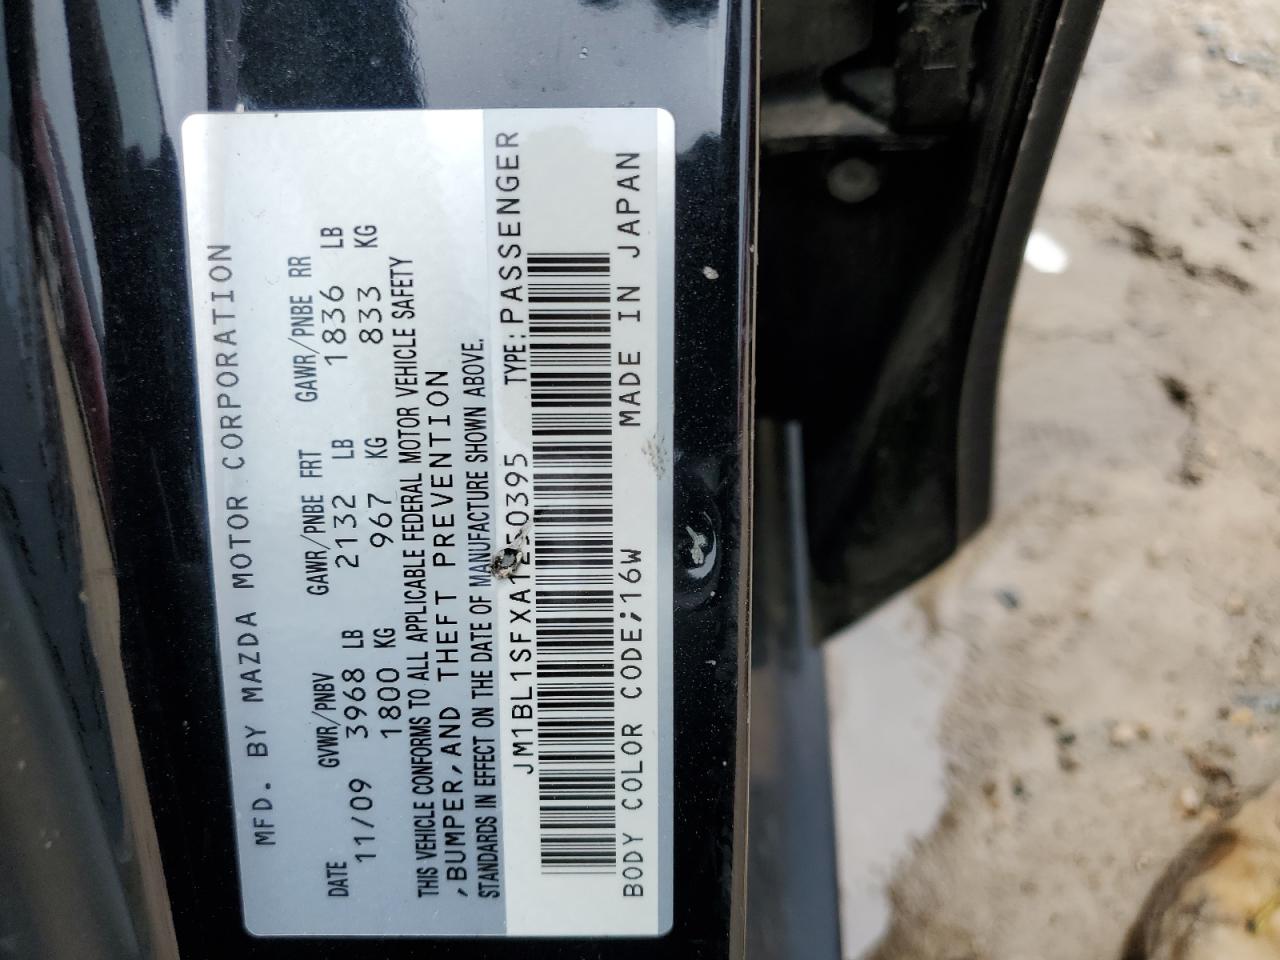 MFD. BY MAZDA MOTOR CORPORATION
DATE GVWR/PNBV GAWR/PNBE FRT GAWR/PNBE RR
11/09 3968 LB 2132 LB 1836 LB
1800 KG 967 KG 833 KG
THIS VEHICLE CONFORMS TO ALL APPLICABLE FEDERAL MOTOR VEHICLE SAFETY
,BUMPER,AND THEFT PREVENTION
STANDARDS IN EFFECT ON THE DATE OF MANUFACTURE SHOWN ABOVE.
TYPE:PASSENGER
BODY COLOR CODE;16W MADE IN JAPAN